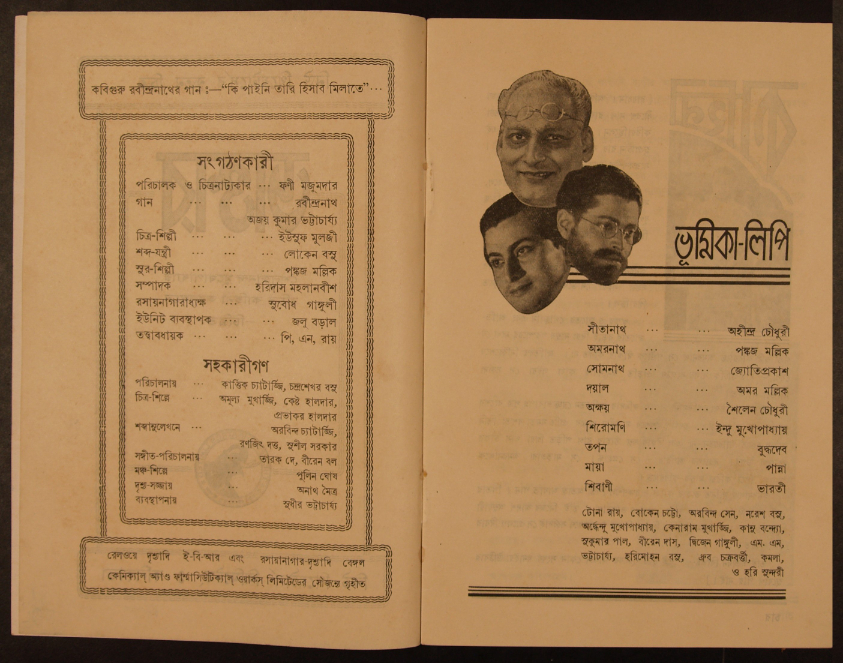 কবিগুরু রবীন্দ্রনাথের গান :—“কি পাইনি তারি হিসাব মিলাতে”···
সংগঠণকারী
পরিচালক ও চিত্রনাট্যকার ··· ফণী মজুমদার
গান ··· ··· ··· রবীন্দ্রনাথ
অজয় কুমার ভট্টাচার্য্য
চিত্র-শিল্পী ··· ··· ··· ইউসুফ মূলজী
শব্দ-যন্ত্রী ··· ··· ··· লোকেন বসু
সুর-শিল্পী ··· ··· ··· পঙ্কজ মল্লিক
সম্পাদক ··· ··· হরিদাস মহলানবীশ
রসায়নাগারাধ্যক্ষ ··· ··· সুবোধ গাঙ্গুলী
ইউনিট ব্যবস্থাপক ··· ··· জলু বড়াল
তত্ত্বাবধায়ক ··· ··· ··· পি, এন, রায়
সহকারীগণ
পরিচালনায় ··· কার্ত্তিক চ্যাটার্জ্জি, চন্দ্রশেখর বসু
চিত্র-শিল্পে ··· অমূল্য মুখার্জ্জি, কেষ্ট হালদার,
প্রভাকর হালদার
শব্দানুলেখনে ··· অরবিন্দ চ্যাটার্জ্জি,
রণজিৎ দত্ত, সুশীল সরকার
সঙ্গীত-পরিচালনায় ··· তারক দে, বীরেন বল
মঞ্চ-শিল্পে ··· পুলিন ঘোষ
দৃশ্য-সজ্জায় ··· অনাথ মৈত্র
ব্যবস্থাপনায় ··· সুধীর ভট্টাচার্য্য
রেলওয়ে দৃশ্যাদি ই-বি-আর এবং রসায়নাগার-দৃশ্যাদি বেঙ্গল
কেমিক্যাল্ অ্যাণ্ড ফার্ম্মাসিউটিক্যাল্ ওয়ার্কস্ লিমিটেডের সৌজন্যে গৃহীত
ভূমিকা-লিপি
সীতানাথ ··· ··· অহীন্দ্র চৌধুরী
অমরনাথ ··· ··· পঙ্কজ মল্লিক
সোমনাথ ··· ··· জ্যোতিপ্রকাশ
দয়াল ··· ··· অমর মল্লিক
অক্ষয় ··· ··· শৈলেন চৌধুরী
শিরোমণি ··· ··· ইন্দু মুখোপাধ্যায়
তপন ··· ··· বুদ্ধদেব
মায়া ··· ··· পান্না
শিবাণী ··· ··· ভারতী
টোনা রায়, বোকেন চট্টো, অরবিন্দ সেন, নরেশ বসু,
অর্দ্ধেন্দু মুখোপাধ্যায়, কেনারাম মুখার্জ্জি, কানু বন্দ্যো,
সুকুমার পাল, বীরেন দাস, দ্বিজেন গাঙ্গুলী, এম. এন,
ভট্টাচার্য্য, হরিমোহন বসু, ধ্রুব চক্রবর্ত্তী, কমলা,
ও হরি সুন্দরী